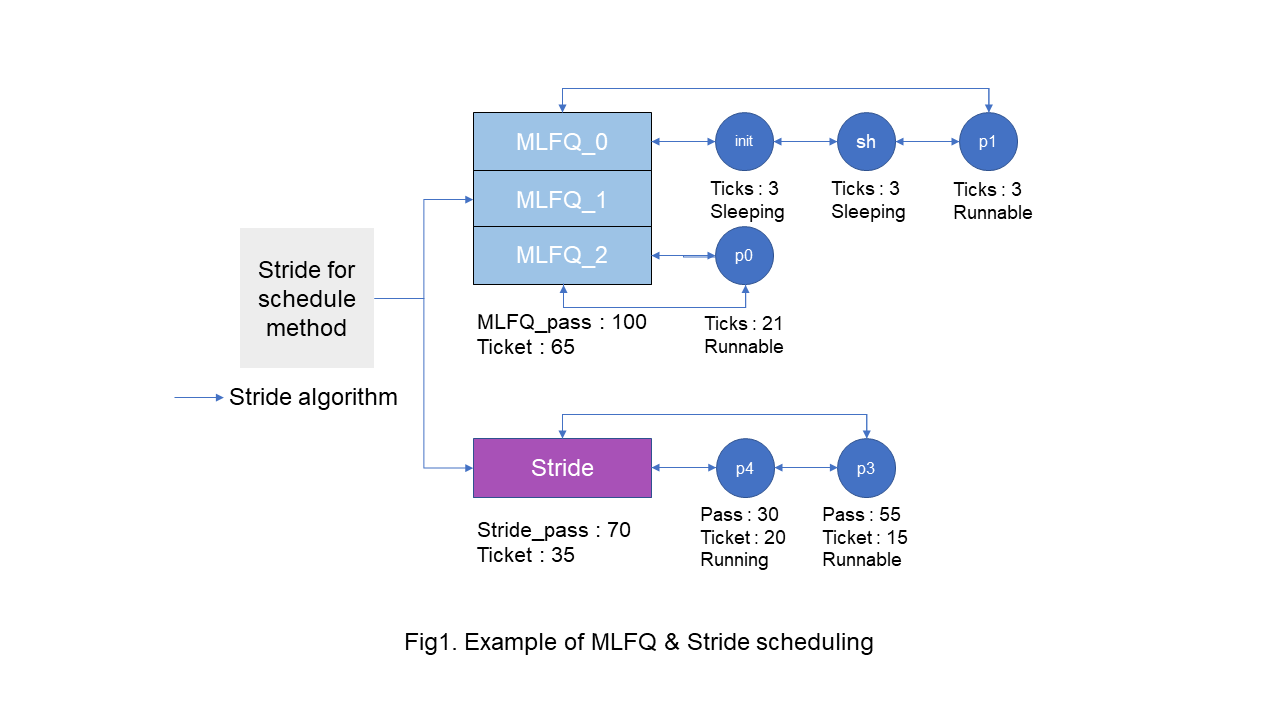 MLFQ_0
init
sh
p1
Ticks : 3
Sleeping
Ticks : 3
Sleeping
Ticks : 3
Runnable
MLFQ_1
MLFQ_2
p0
Ticks : 21
Runnable
MLFQ_pass : 100
Ticket : 65
Stride for
schedule
method
Stride algorithm
Stride
p4
p3
Stride_pass : 70
Ticket : 35
Pass : 30
Ticket : 20
Running
Pass : 55
Ticket : 15
Runnable
Fig1. Example of MLFQ & Stride scheduling